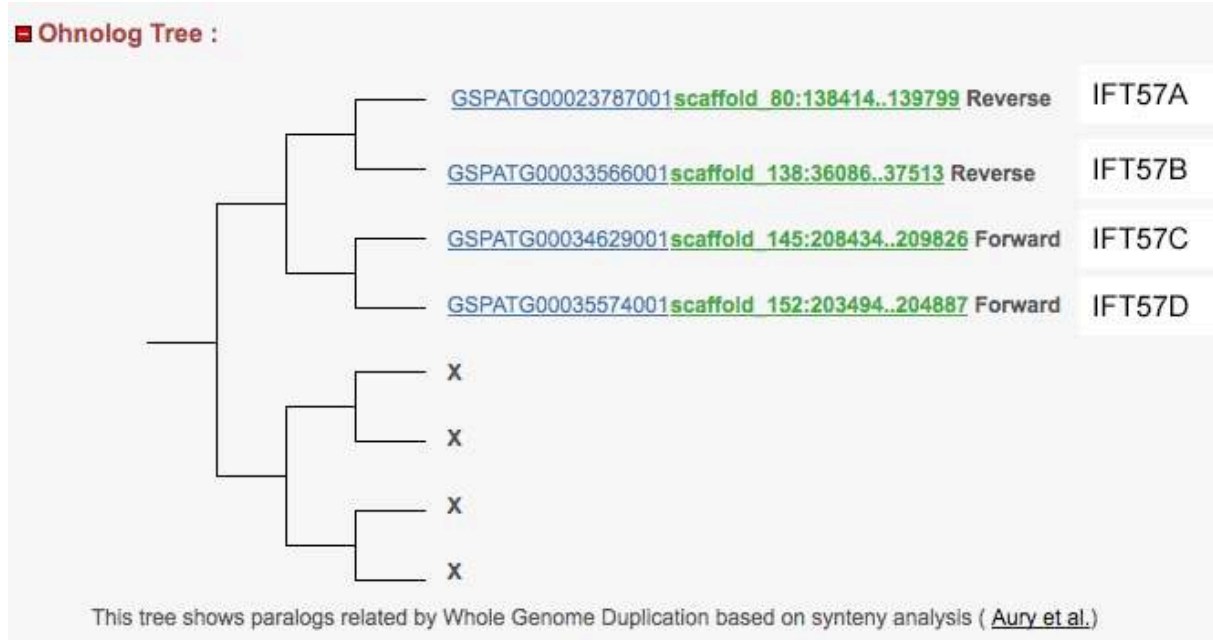 Ohnolog Tree :
GSPATG00023787001scaffold_80:138414..139799 Reverse IFT57A
GSPATG00033566001scaffold_138:36086..37513 Reverse IFT57B
GSPATG00034629001scaffold_145:208434..209826 Forward IFT57C
GSPATG00035574001scaffold_152:203494..204887 Forward IFT57D
X
X
X
X
This tree shows paralogs related by Whole Genome Duplication based on synteny analysis ( Aury et al.)